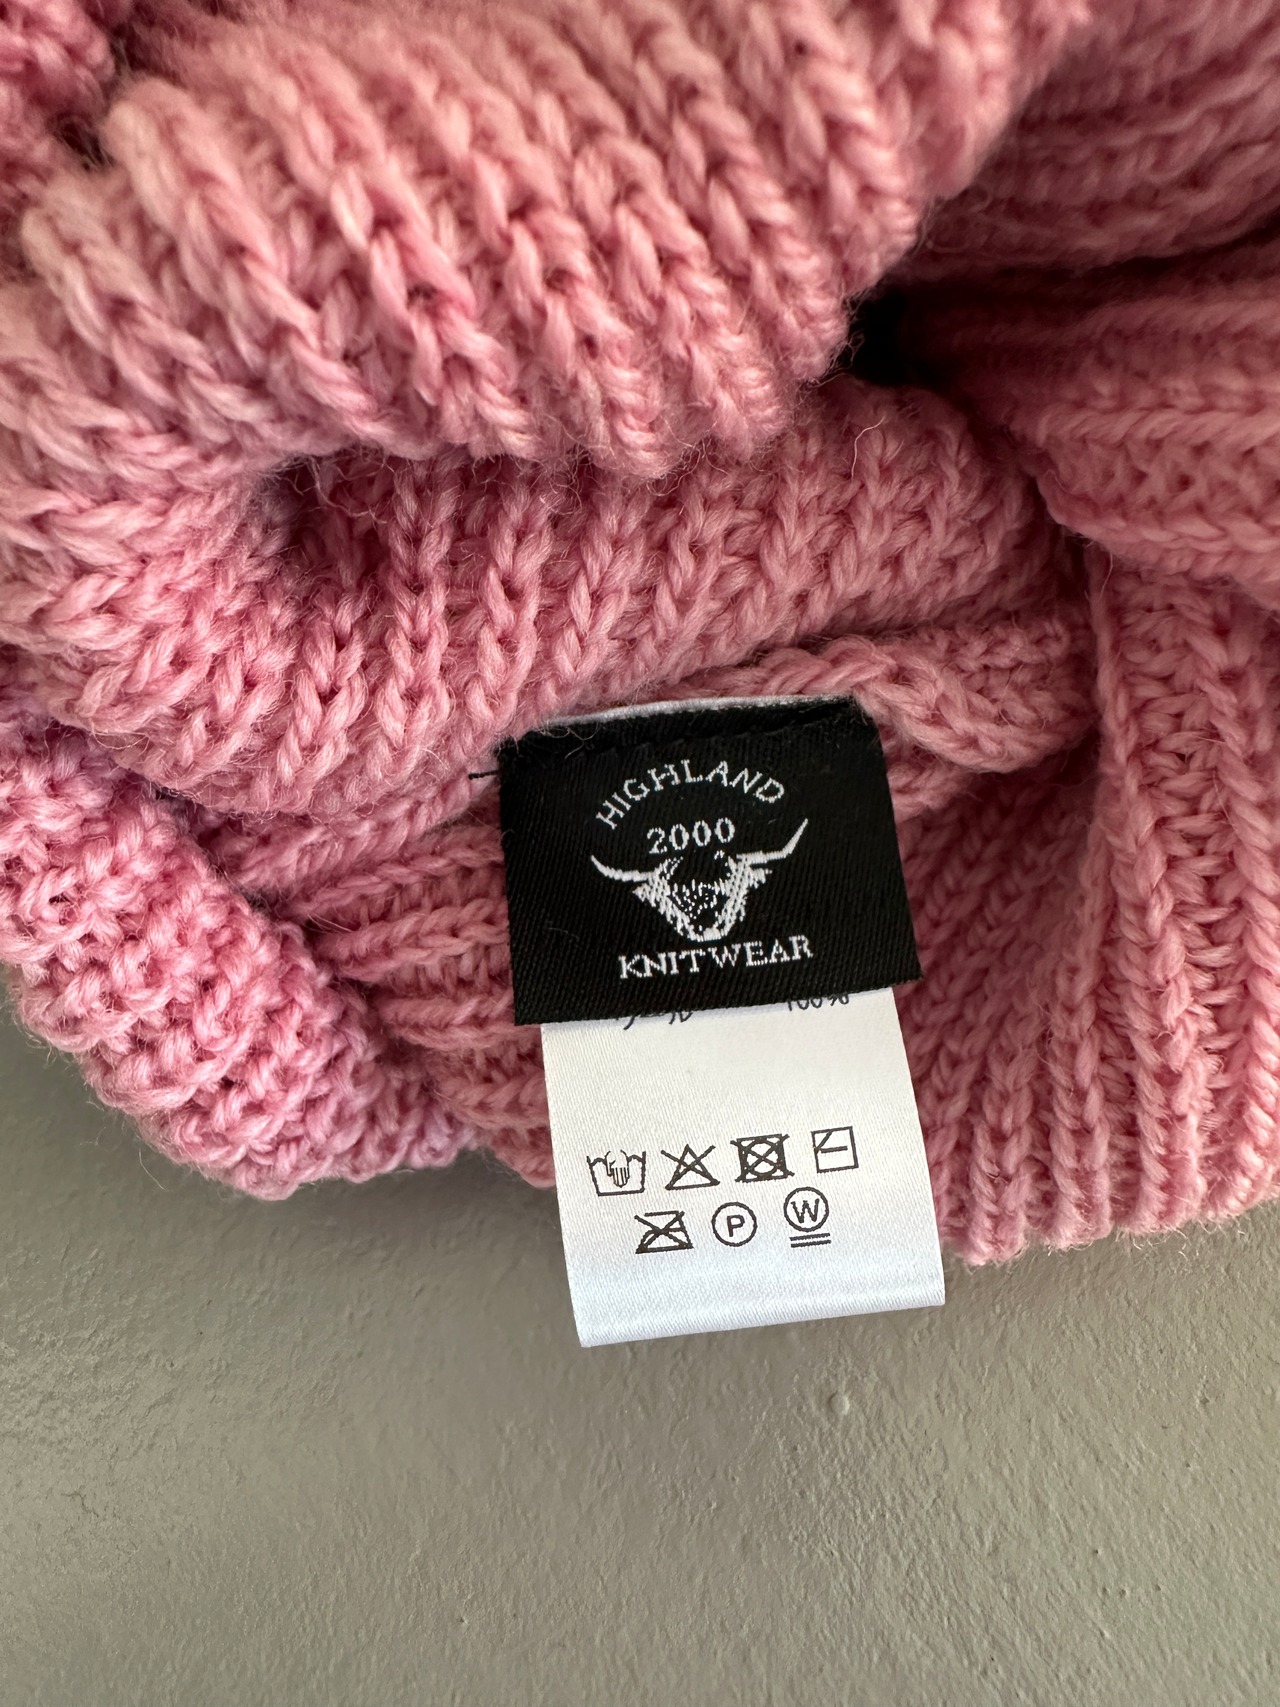 HIGHLAND
2000
KNITWEAR
100%
P
W